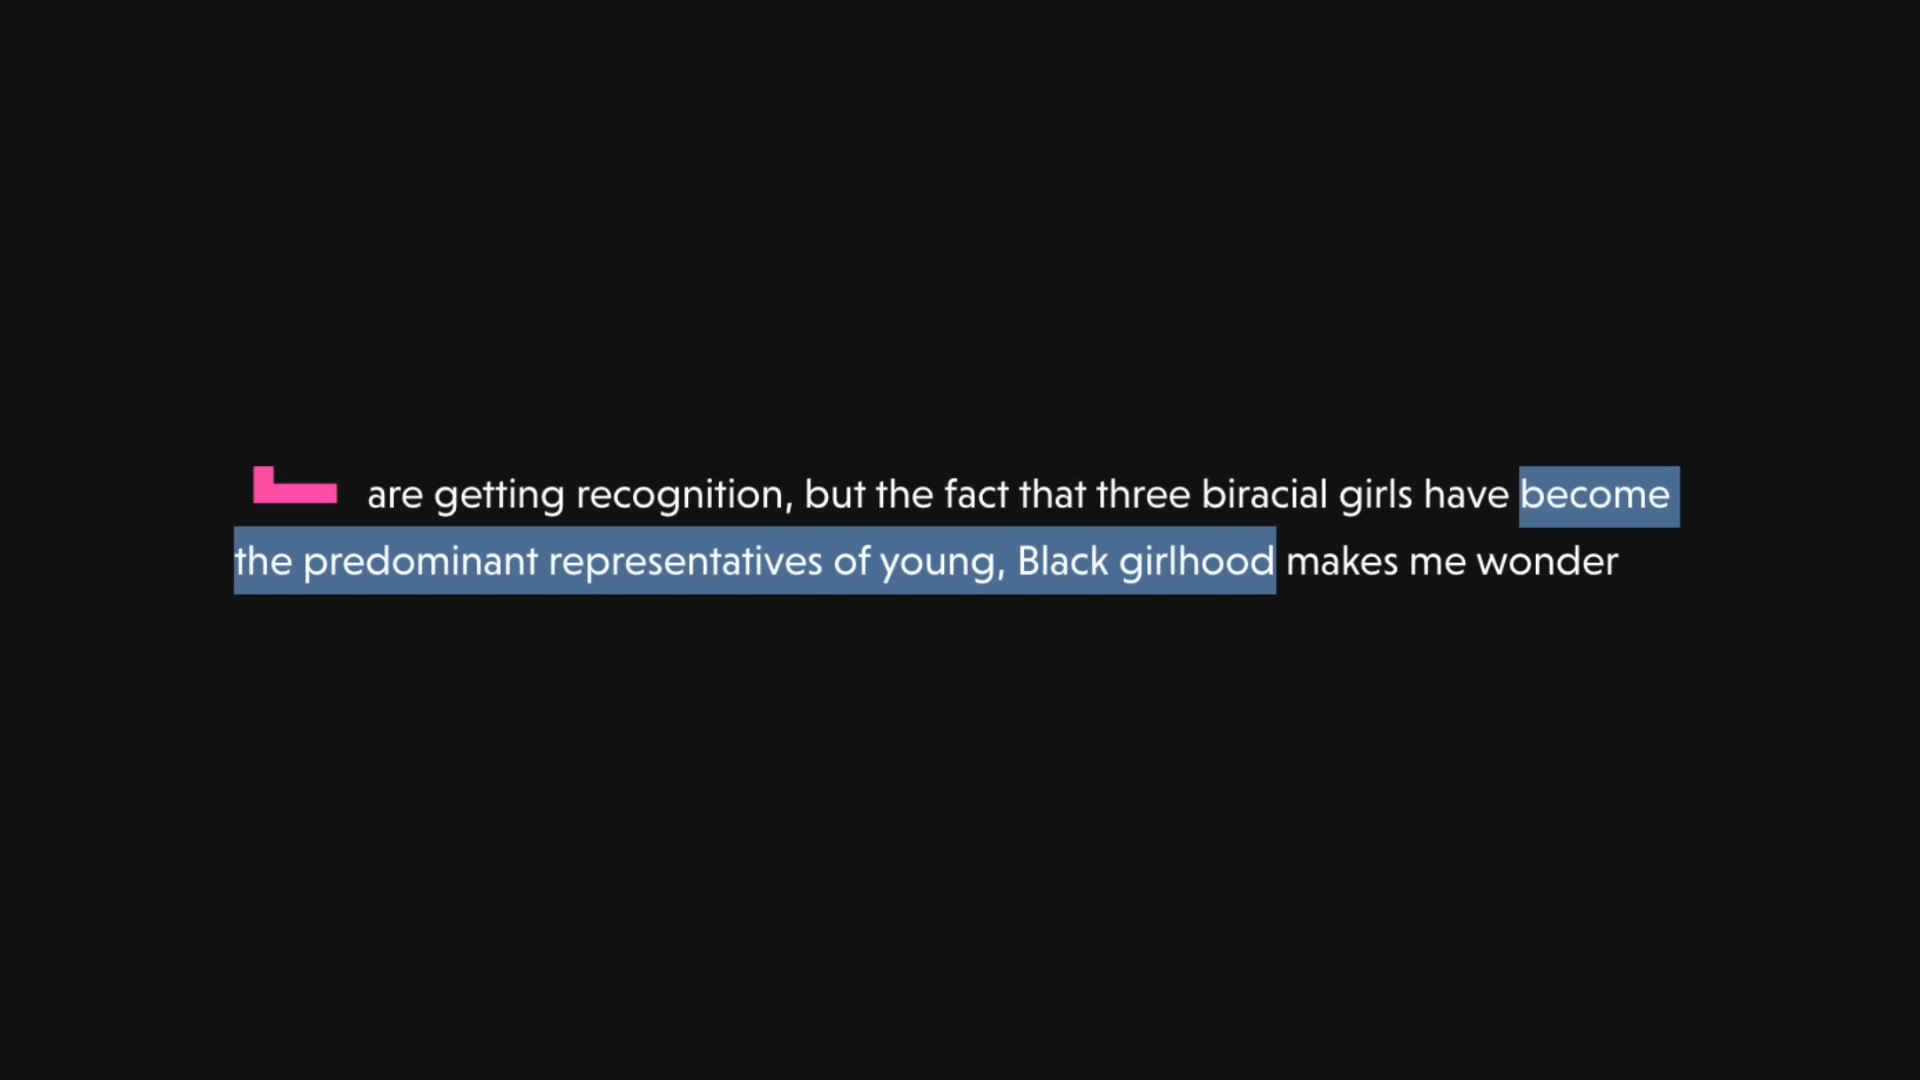 are getting recognition, but the fact that three biracial girls have become
the predominant representatives of young, Black girlhood makes me wonder